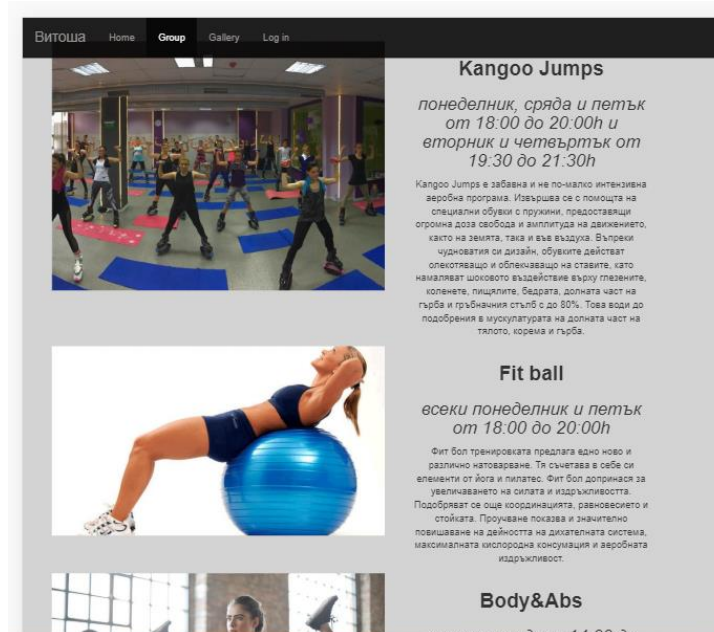 Витоша Home Group Gallery Log in
Kangoo Jumps
понеделник, сряда и петък
от 18:00 до 20:00h и
вторник и четвъртък от
19:30 до 21:30h
Kangoo Jumps е забавна и не по-малко интензивна
аеробна програма. Извършва се с помощта на
специални обувки с пружини, предоставящи
огромна доза свобода и амплитуда на движението,
както на земята, така и във въздуха. Въпреки
чудноватия си дизайн, обувките действат
олекотяващо и облекчаващо на ставите, като
намаляват шоковото въздействие върху глезените,
коленете, пищялите, бедрата, долната част на
гърба и гръбначния стълб с до 80%. Това води до
подобрения в мускулатурата на долната част на
тялото, корема и гърба.
Fit ball
всеки понеделник и петък
от 18:00 до 20:00h
Фит бол тренировката предлага едно ново и
различно натоварване. Тя съчетава в себе си
елементи от йога и пилатес. Фит бол допринася за
увеличаването на силата и издръжливостта.
Подобряват се още координацията, равновесието и
стойката. Проучване показва и значително
повишаване на дейността на дихателната система,
максималната кислородна консумация и аеробната
издръжливост.
Body&Abs